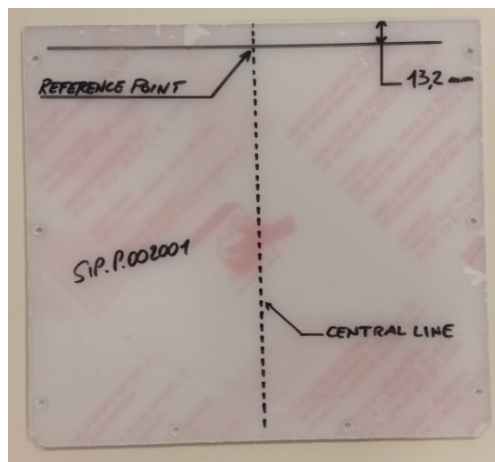 REFERENCE POINT
13,2 mm
SIP.P.002001
CENTRAL LINE